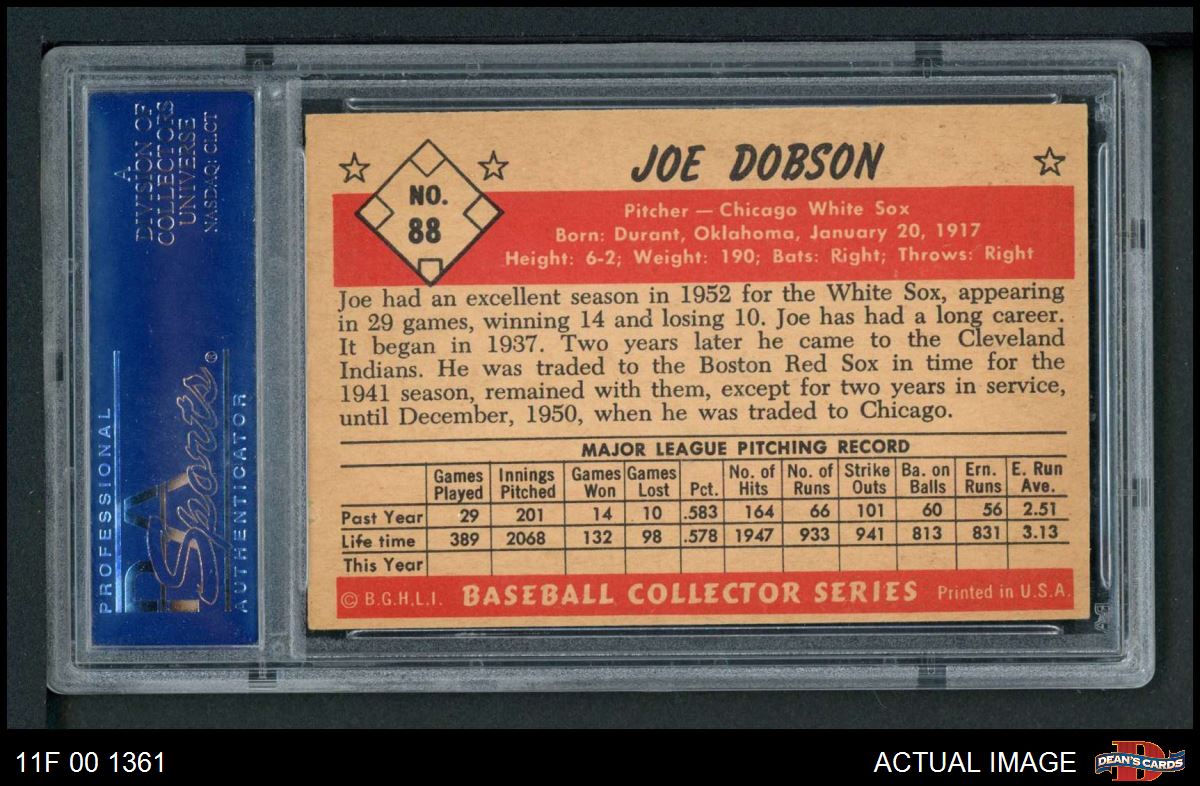 A
DIVISION OF
COLLECTORS
UNIVERSE
NASDAQ: CLCT
PROFESSIONAL
PSA
Sports®
AUTHENTICATOR
JOE DOBSON
NO.
88
Pitcher — Chicago White Sox
Born: Durant, Oklahoma, January 20, 1917
Height: 6-2; Weight: 190; Bats: Right; Throws: Right
Joe had an excellent season in 1952 for the White Sox, appearing
in 29 games, winning 14 and losing 10. Joe has had a long career.
It began in 1937. Two years later he came to the Cleveland
Indians. He was traded to the Boston Red Sox in time for the
1941 season, remained with them, except for two years in service,
until December, 1950, when he was traded to Chicago.
MAJOR LEAGUE PITCHING RECORD
Games Innings Games Games No. of No. of Strike Ba. on Ern. E. Run
Played Pitched Won Lost Pct. Hits Runs Outs Balls Runs Ave.
Past Year 29 201 14 10 .583 164 66 101 60 56 2.51
Life time 389 2068 132 98 .578 1947 933 941 813 831 3.13
This Year
© B.G.H.L.I. BASEBALL COLLECTOR SERIES Printed in U.S.A.
11F 00 1361 ACTUAL IMAGE DEAN'S CARDS